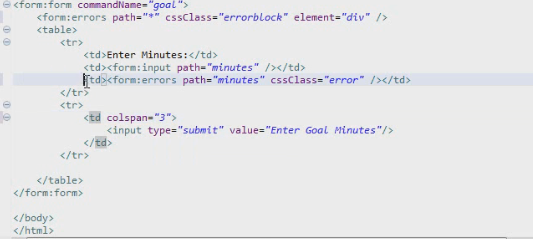 <form:form commandName="goal">
<form:errors path="*" cssClass="errorblock" element="div" />
<table>
<tr>
<td>Enter Minutes:</td>
<td><form:input path="minutes" /></td>
<td><form:errors path="minutes" cssClass="error" /></td>
</tr>
<tr>
<td colspan="3">
<input type="submit" value="Enter Goal Minutes"/>
</td>
</tr>
</table>
</form:form>
</body>
</html>